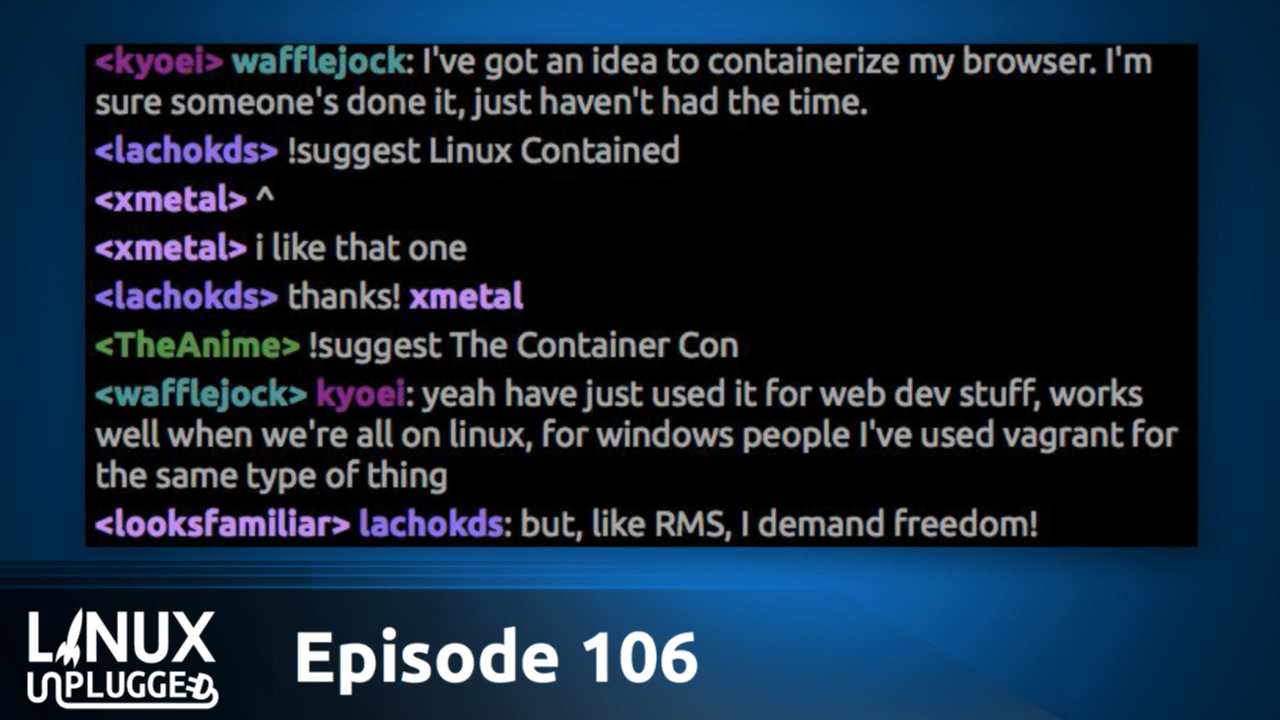 <kyoei> wafflejock: I've got an idea to containerize my browser. I'm
sure someone's done it, just haven't had the time.
<lachokds> !suggest Linux Contained
<xmetal> ^
<xmetal> i like that one
<lachokds> thanks! xmetal
<TheAnime> !suggest The Container Con
<wafflejock> kyoei: yeah have just used it for web dev stuff, works
well when we're all on linux, for windows people I've used vagrant for
the same type of thing
<looksfamiliar> lachokds: but, like RMS, I demand freedom!
LINUX
UNPLUGGED
Episode 106